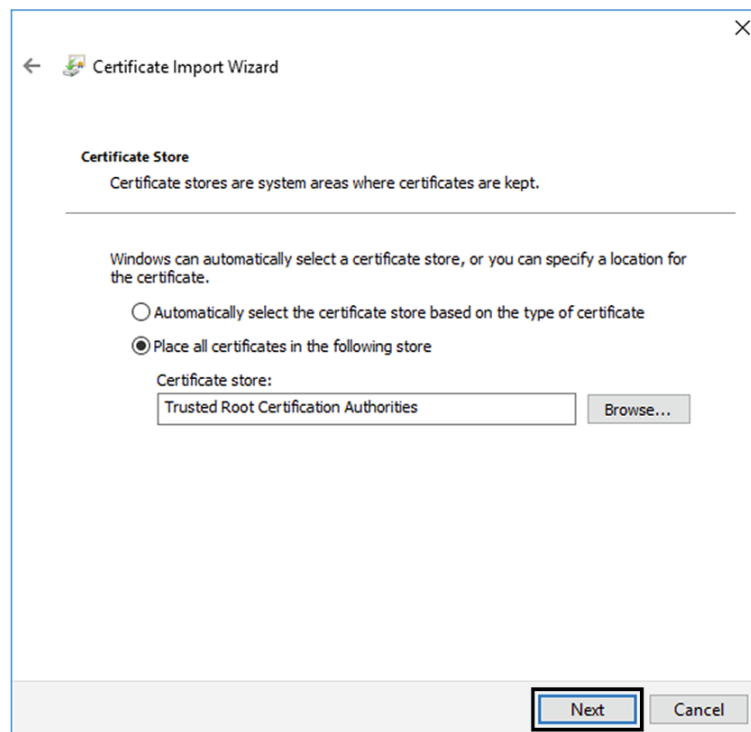 Certificate Import Wizard
Certificate Store
Certificate stores are system areas where certificates are kept.
Windows can automatically select a certificate store, or you can specify a location for
the certificate.
Automatically select the certificate store based on the type of certificate
Place all certificates in the following store
Certificate store:
Trusted Root Certification Authorities
Browse...
Next
Cancel